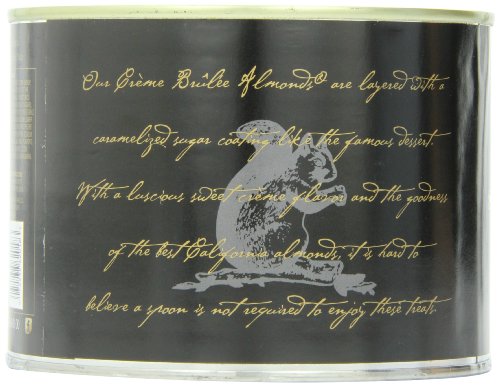 Our Crème Brûlée Almonds® are layered with a
caramelized sugar coating like the famous dessert.
With a luscious sweet crème flavor and the goodness
of the best California almonds, it is hard to
believe a spoon is not required to enjoy these treats.